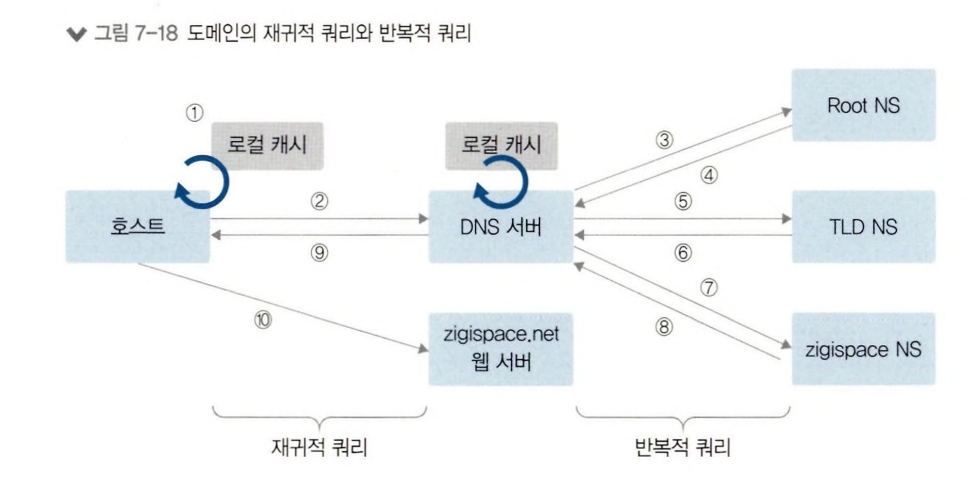 그림 7-18 도메인의 재귀적 쿼리와 반복적 쿼리
①
로컬 캐시
로컬 캐시
Root NS
③
④
호스트
②
⑨
DNS 서버
⑤
⑥
TLD NS
⑦
⑧
⑩
zigispace.net
웹 서버
zigispace NS
재귀적 쿼리
반복적 쿼리